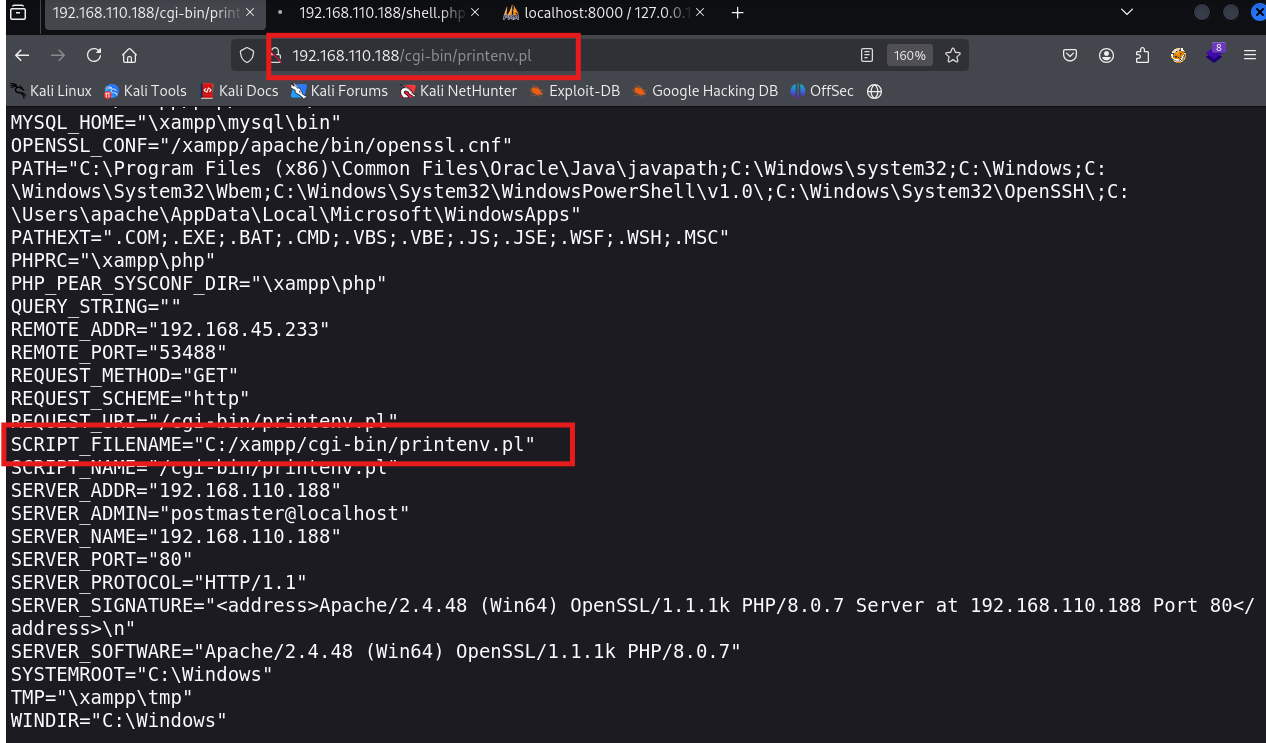 192.168.110.188/cgi-bin/print
192.168.110.188/shell.php
localhost:8000 / 127.0.0.1
192.168.110.188/cgi-bin/printenv.pl
160%
8
Kali Linux Kali Tools Kali Docs Kali Forums Kali NetHunter Exploit-DB Google Hacking DB OffSec
MYSQL_HOME="\xampp\mysql\bin"
OPENSSL_CONF="/xampp/apache/bin/openssl.cnf"
PATH="C:\Program Files (x86)\Common Files\Oracle\Java\javapath;C:\Windows\system32;C:\Windows;C:
\Windows\System32\Wbem;C:\Windows\System32\WindowsPowerShell\v1.0\;C:\Windows\System32\OpenSSH\;C:
\Users\apache\AppData\Local\Microsoft\WindowsApps"
PATHEXT=".COM;.EXE;.BAT;.CMD;.VBS;.VBE;.JS;.JSE;.WSF;.WSH;.MSC"
PHPRC="\xampp\php"
PHP_PEAR_SYSCONF_DIR="\xampp\php"
QUERY_STRING=""
REMOTE_ADDR="192.168.45.233"
REMOTE_PORT="53488"
REQUEST_METHOD="GET"
REQUEST_SCHEME="http"
REQUEST_URI="/cgi-bin/printenv.pl"
SCRIPT_FILENAME="C:/xampp/cgi-bin/printenv.pl"
SCRIPT_NAME="/cgi-bin/printenv.pl"
SERVER_ADDR="192.168.110.188"
SERVER_ADMIN="postmaster@localhost"
SERVER_NAME="192.168.110.188"
SERVER_PORT="80"
SERVER_PROTOCOL="HTTP/1.1"
SERVER_SIGNATURE="<address>Apache/2.4.48 (Win64) OpenSSL/1.1.1k PHP/8.0.7 Server at 192.168.110.188 Port 80</
address>\n"
SERVER_SOFTWARE="Apache/2.4.48 (Win64) OpenSSL/1.1.1k PHP/8.0.7"
SYSTEMROOT="C:\Windows"
TMP="\xampp\tmp"
WINDIR="C:\Windows"